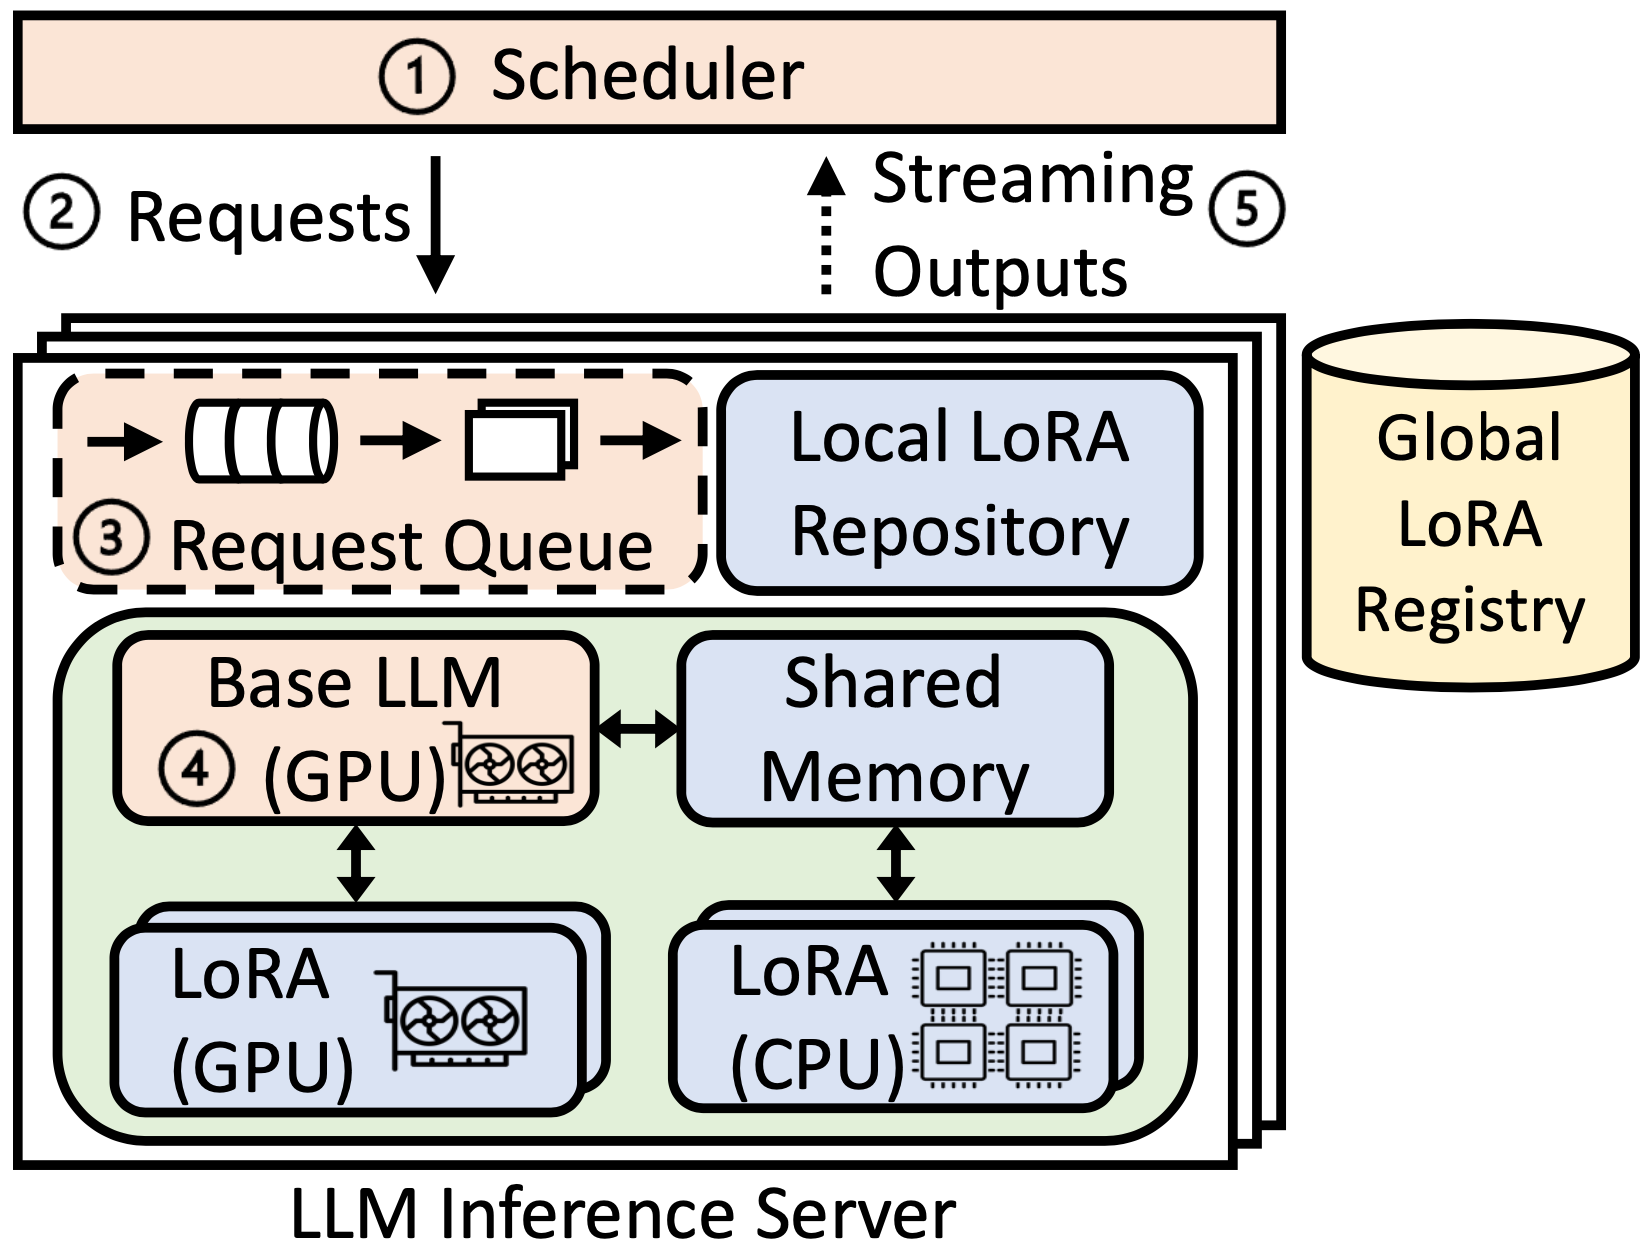 ① Scheduler
② Requests
Streaming
Outputs
⑤
③ Request Queue
Local LoRA
Repository
Global
LoRA
Registry
Base LLM
④ (GPU)
Shared
Memory
LoRA
(GPU)
LoRA
(CPU)
LLM Inference Server